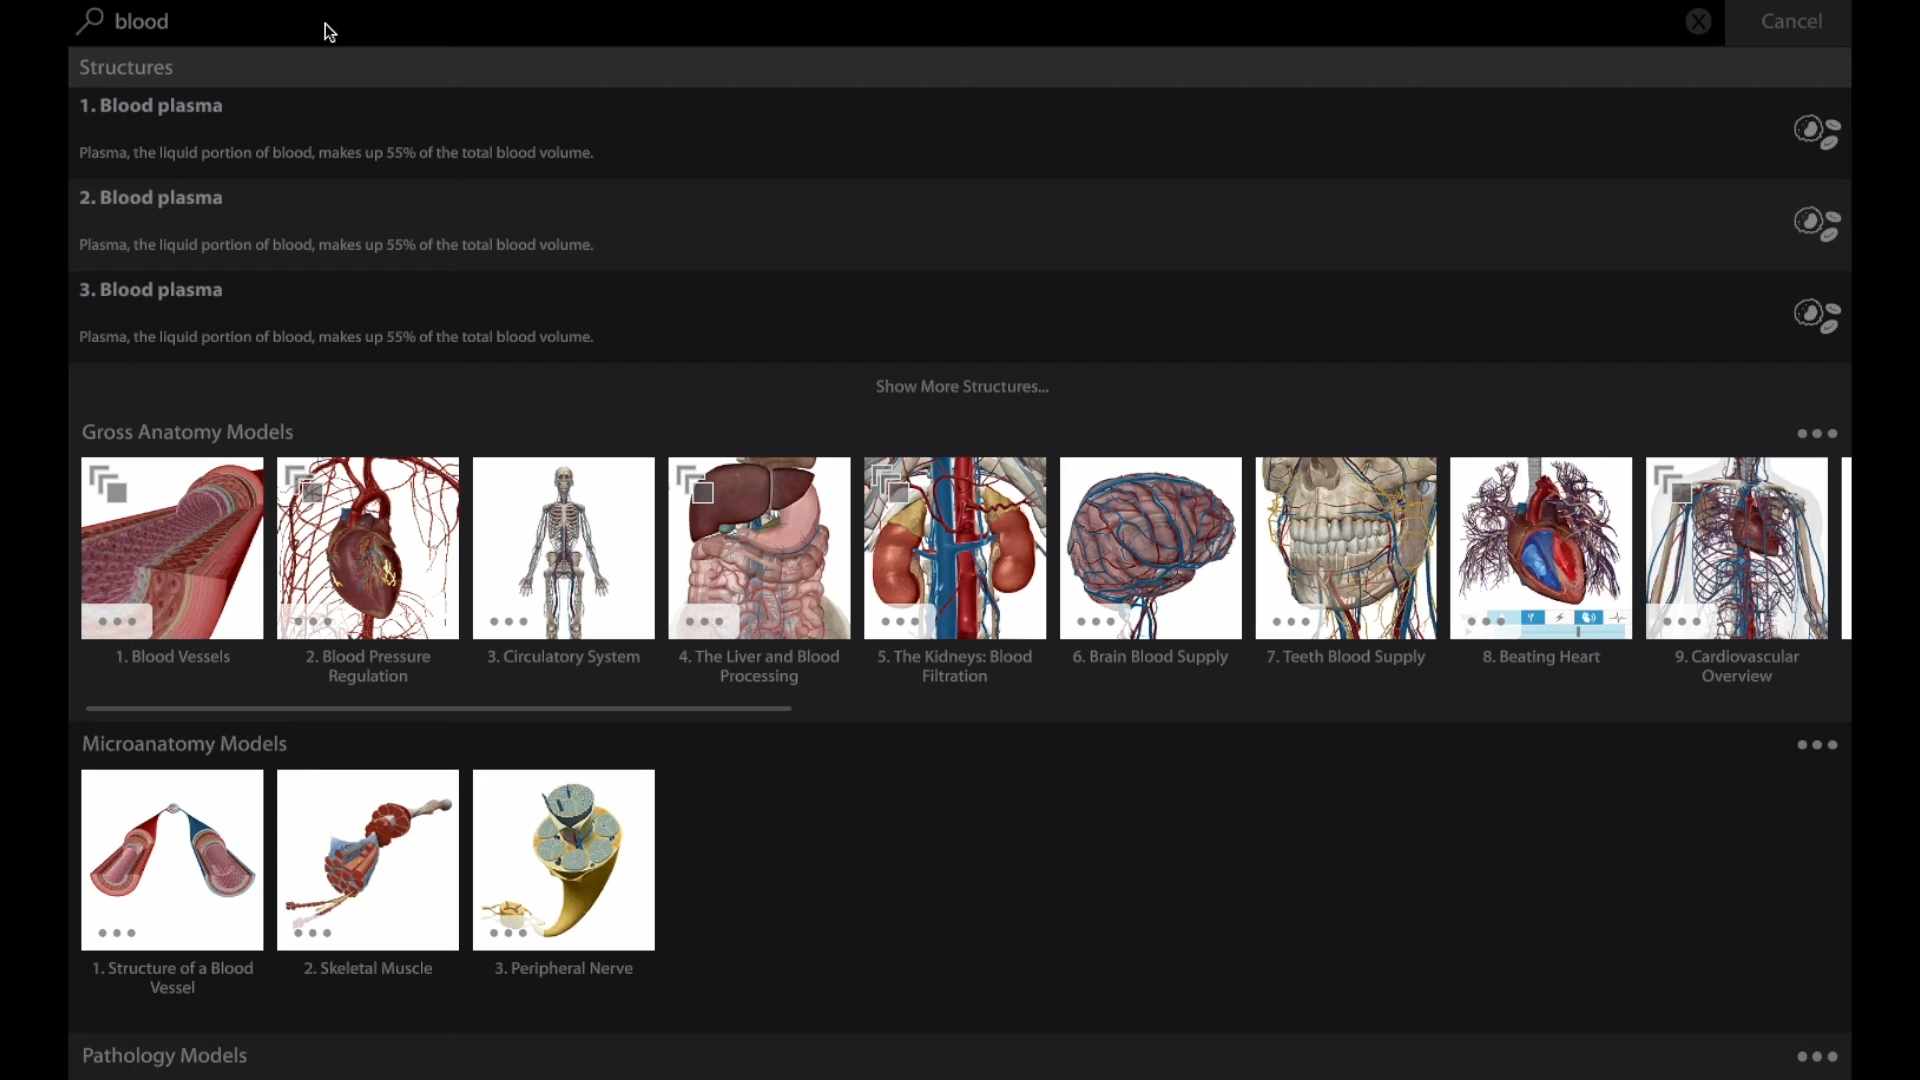 blood
Cancel
Structures
1. Blood plasma
Plasma, the liquid portion of blood, makes up 55% of the total blood volume.
2. Blood plasma
Plasma, the liquid portion of blood, makes up 55% of the total blood volume.
3. Blood plasma
Plasma, the liquid portion of blood, makes up 55% of the total blood volume.
Show More Structures...
Gross Anatomy Models
1. Blood Vessels
2. Blood Pressure
Regulation
3. Circulatory System
4. The Liver and Blood
Processing
5. The Kidneys: Blood
Filtration
6. Brain Blood Supply
7. Teeth Blood Supply
8. Beating Heart
9. Cardiovascular
Overview
Microanatomy Models
1. Structure of a Blood
Vessel
2. Skeletal Muscle
3. Peripheral Nerve
Pathology Models